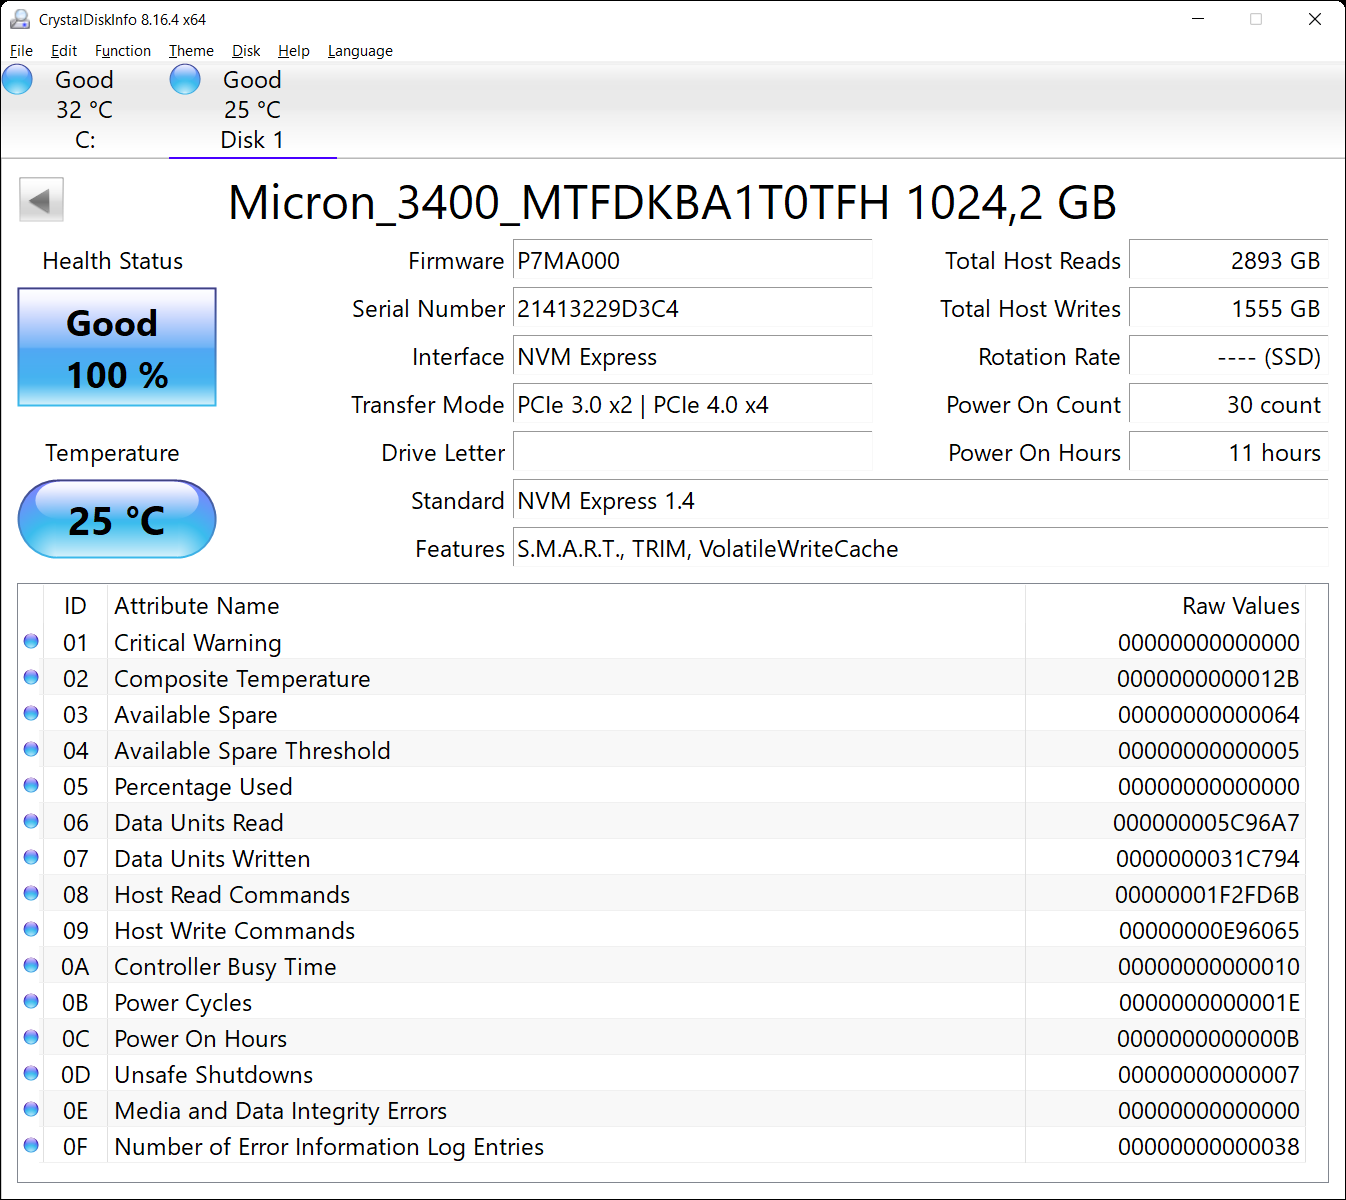 CrystalDiskInfo 8.16.4 x64
File Edit Function Theme Disk Help Language
Good Good
32 °C 25 °C
C: Disk 1
Micron_3400_MTFDKBA1T0TFH 1024,2 GB
Health Status
Good
100 %
Temperature
25 °C
Firmware P7MA000
Serial Number 21413229D3C4
Interface NVM Express
Transfer Mode PCIe 3.0 x2 | PCIe 4.0 x4
Drive Letter
Standard NVM Express 1.4
Features S.M.A.R.T., TRIM, VolatileWriteCache
Total Host Reads 2893 GB
Total Host Writes 1555 GB
Rotation Rate ---- (SSD)
Power On Count 30 count
Power On Hours 11 hours
ID Attribute Name Raw Values
01 Critical Warning 00000000000000
02 Composite Temperature 0000000000012B
03 Available Spare 00000000000064
04 Available Spare Threshold 00000000000005
05 Percentage Used 00000000000000
06 Data Units Read 000000005C96A7
07 Data Units Written 0000000031C794
08 Host Read Commands 00000001F2FD6B
09 Host Write Commands 00000000E96065
0A Controller Busy Time 00000000000010
0B Power Cycles 0000000000001E
0C Power On Hours 0000000000000B
0D Unsafe Shutdowns 00000000000007
0E Media and Data Integrity Errors 00000000000000
0F Number of Error Information Log Entries 00000000000038